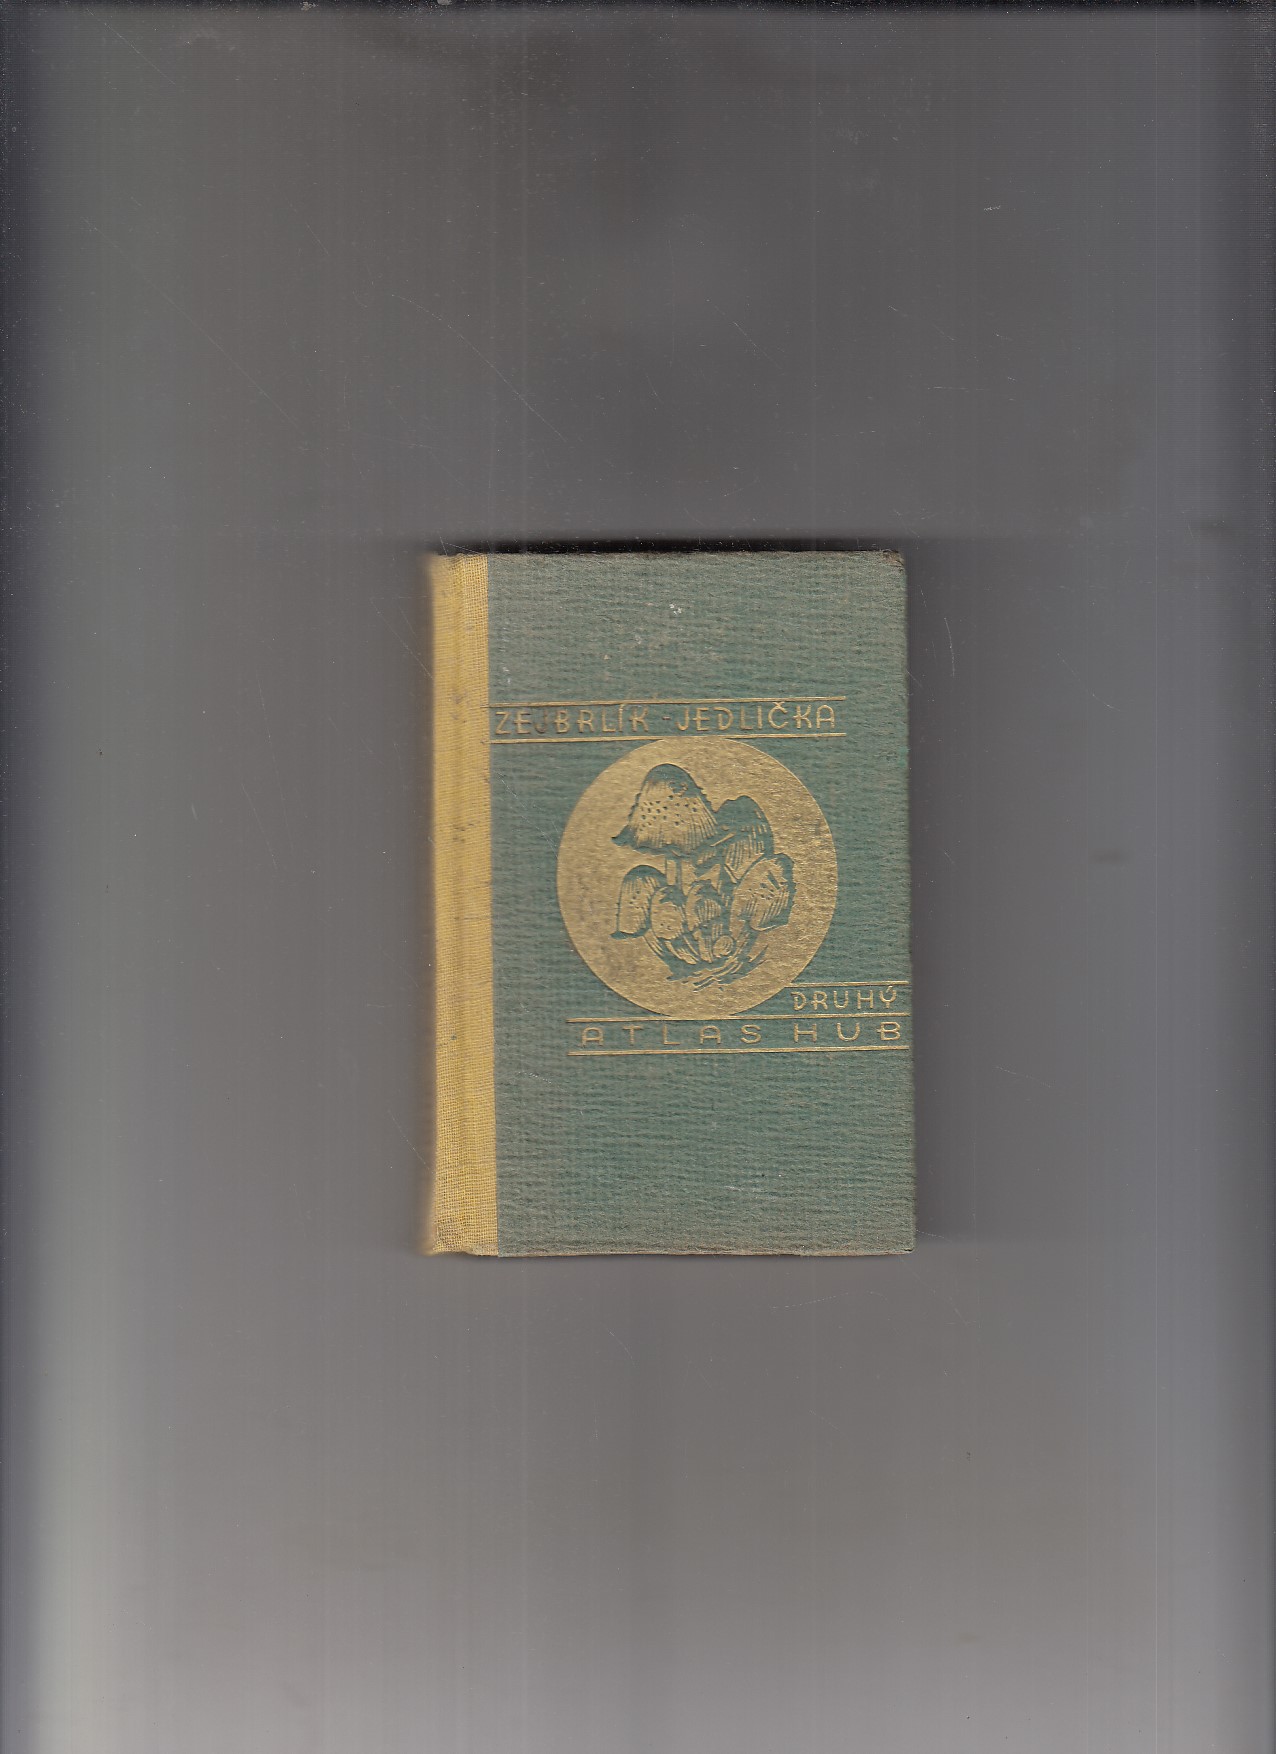 ZEJBRLÍK - JEDLIČKA
DRUHÝ
ATLAS HUB